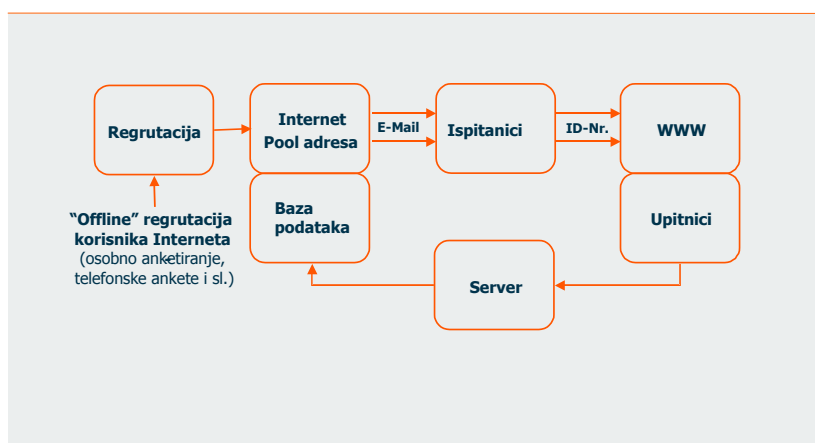 Regrutacija
Internet
Pool adresa
E-Mail
Ispitanici
ID-Nr.
WWW
"Offline" regrutacija
korisnika Interneta
(osobno anketiranje,
telefonske ankete i sl.)
Baza
podataka
Upitnici
Server